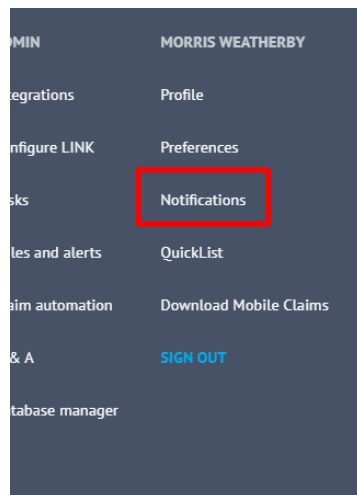 MORRIS WEATHERBY
Profile
nfigure LINK
Preferences
Notifications
les and alerts
QuickList
aim automation
Download Mobile Claims
& A
SIGN OUT
tabase manager
tegrations
sks
MIN